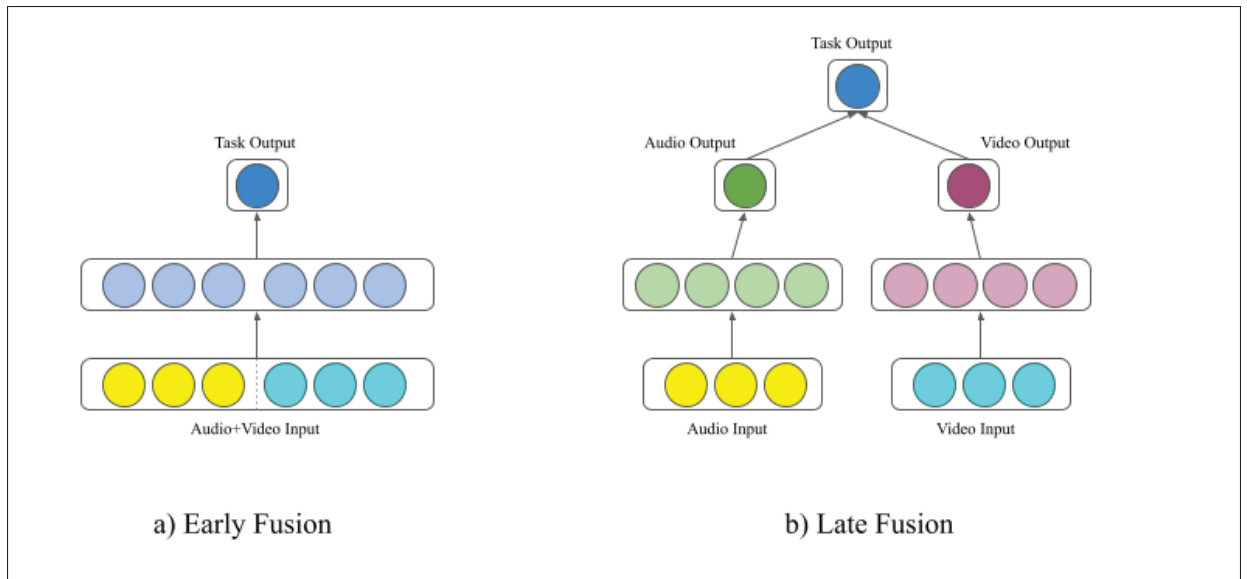 Task Output
Audio+Video Input
a) Early Fusion
Task Output
Audio Output
Video Output
Audio Input
Video Input
b) Late Fusion